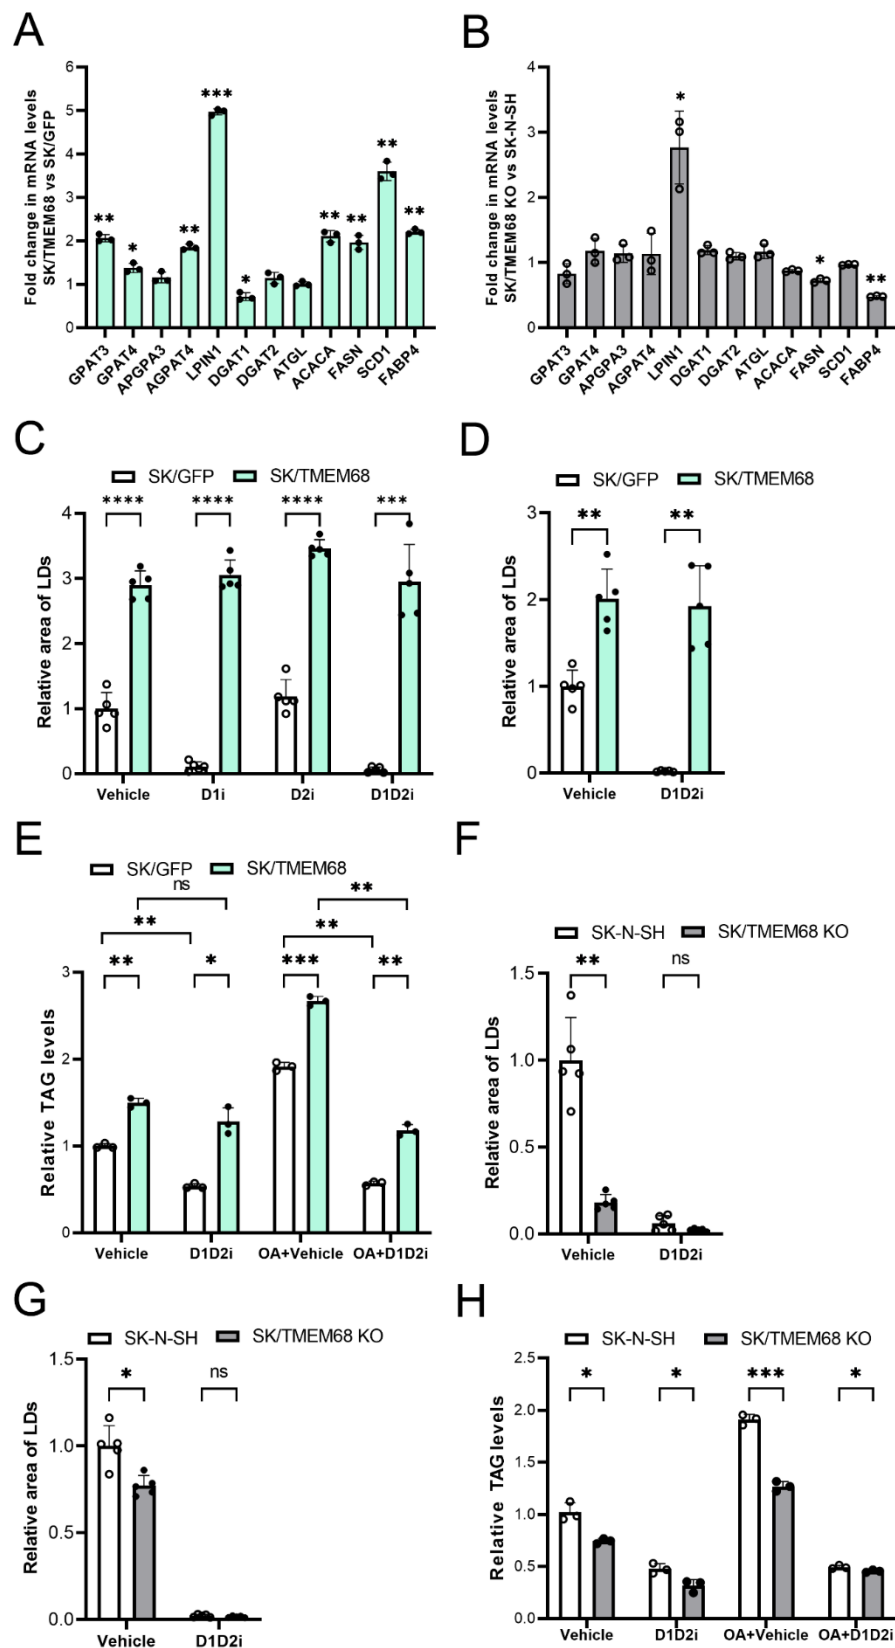 A
Fold change in mRNA levels
SK/TMEM68 vs SK/GFP
6
5
4
3
2
1
0
** * ** *** * ** ** ** **
GPAT3 GPAT4 APGPA3 AGPAT4 LPIN1 DGAT1 DGAT2 ATGL ACACA FASN SCD1 FABP4
B
Fold change in mRNA levels
SK/TMEM68 KO vs SK-N-SH
4
3
2
1
0
* * **
GPAT3 GPAT4 APGPA3 AGPAT4 LPIN1 DGAT1 DGAT2 ATGL ACACA FASN SCD1 FABP4
C
SK/GFP SK/TMEM68
**** **** **** ***
Relative area of LDs
4
3
2
1
0
Vehicle D1i D2i D1D2i
D
SK/GFP SK/TMEM68
** **
Relative area of LDs
3
2
1
0
Vehicle D1D2i
E
SK/GFP SK/TMEM68
ns **
** **
** * *** **
Relative TAG levels
3
2
1
0
Vehicle D1D2i OA+Vehicle OA+D1D2i
F
SK-N-SH SK/TMEM68 KO
** ns
Relative area of LDs
1.5
1.0
0.5
0.0
Vehicle D1D2i
G
SK-N-SH SK/TMEM68 KO
* ns
Relative area of LDs
1.5
1.0
0.5
0.0
Vehicle D1D2i
H
SK-N-SH SK/TMEM68 KO
* * *** *
Relative TAG levels
2.5
2.0
1.5
1.0
0.5
0.0
Vehicle D1D2i OA+Vehicle OA+D1D2i